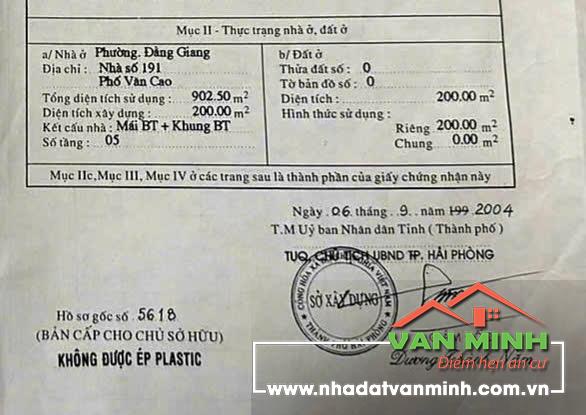 Mục II - Thực trạng nhà ở, đất ở
a/ Nhà ở Phường. Đằng Giang
Địa chỉ : Nhà số 191
Phố Văn Cao
Tổng diện tích sử dụng : 902.50 m²
Diện tích xây dựng : 200.00 m²
Kết cấu nhà : Mái BT + Khung BT
Số tầng : 05
b/ Đất ở
Thửa đất số : 0
Tờ bản đồ số : 0
Diện tích : 200.00 m²
Hình thức sử dụng :
Riêng 200.00 m²
Chung 0.00 m²
Mục IIc, Mục III, Mục IV ở các trang sau là thành phần của giấy chứng nhận này
Ngày . 06. tháng . 9. năm 199 2004
T.M Uỷ ban Nhân dân Tỉnh ( Thành phố )
TUQ. CHỦ TỊCH UBND TP. HẢI PHÒNG
SỞ XÂY DỰNG
THÀNH PHỐ HẢI PHÒNG
Hồ sơ gốc số . 5618
(BẢN CẤP CHO CHỦ SỞ HỮU)
KHÔNG ĐƯỢC ÉP PLASTIC
VAN MINH
Điểm hẹn an cư
www.nhadatvanminh.com.vn